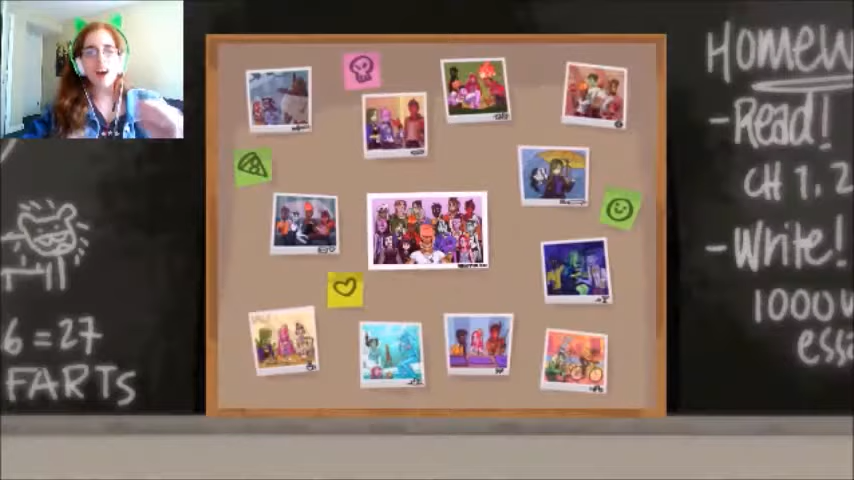 HOMEW
- Read!
CH 1, 2
- Write!
1000 W
essa
6 = 27
FARTS